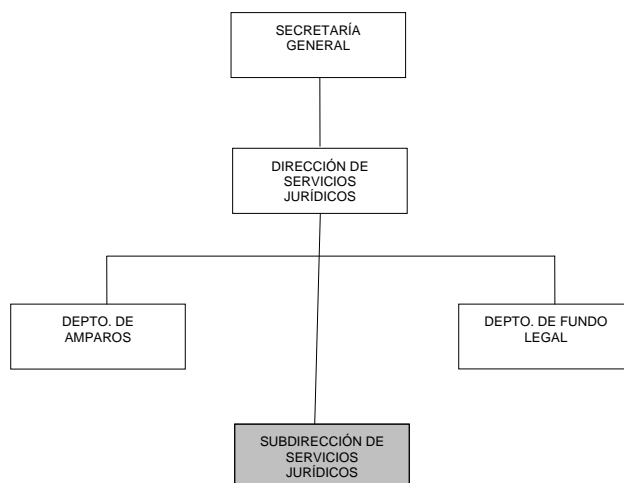 SECRETARÍA
GENERAL
DIRECCIÓN DE
SERVICIOS
JURÍDICOS
DEPTO. DE
AMPAROS
DEPTO. DE FUNDO
LEGAL
SUBDIRECCIÓN DE
SERVICIOS
JURÍDICOS